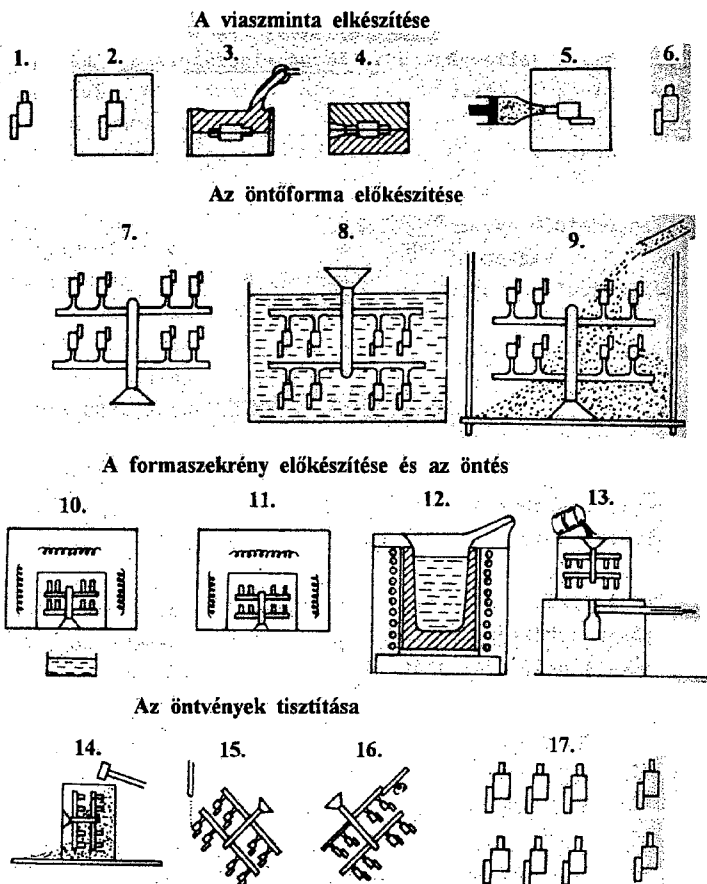 A viaszminta elkészítése
1. 2. 3. 4. 5. 6.
Az öntőforma előkészítése
7. 8. 9.
A formaszekrény előkészítése és az öntés
10. 11. 12. 13.
Az öntvények tisztítása
14. 15. 16. 17.